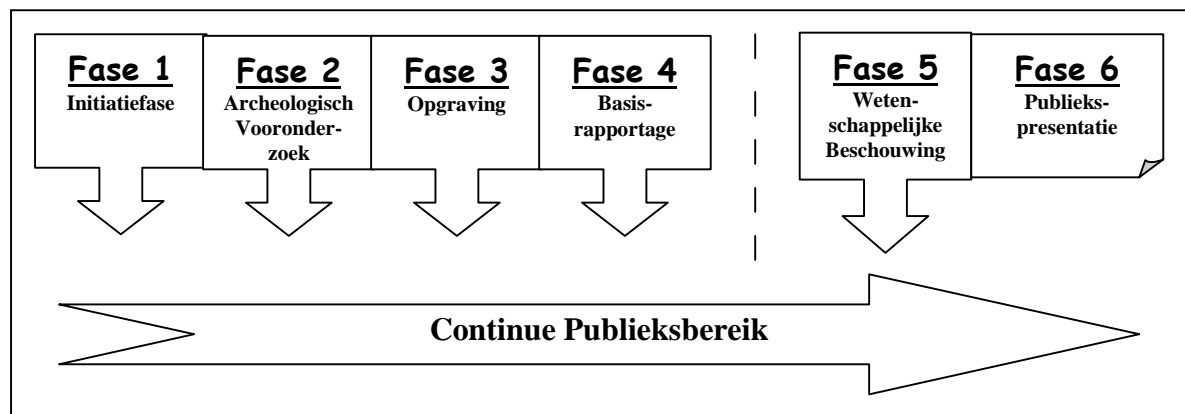 Fase 1
Initiatiefase
Fase 2
Archeologisch
Vooronder-
zoek
Fase 3
Opgraving
Fase 4
Basis-
rapportage
Fase 5
Weten-
schappelijke
Beschouwing
Fase 6
Publieks-
presentatie
Continue Publieksbereik